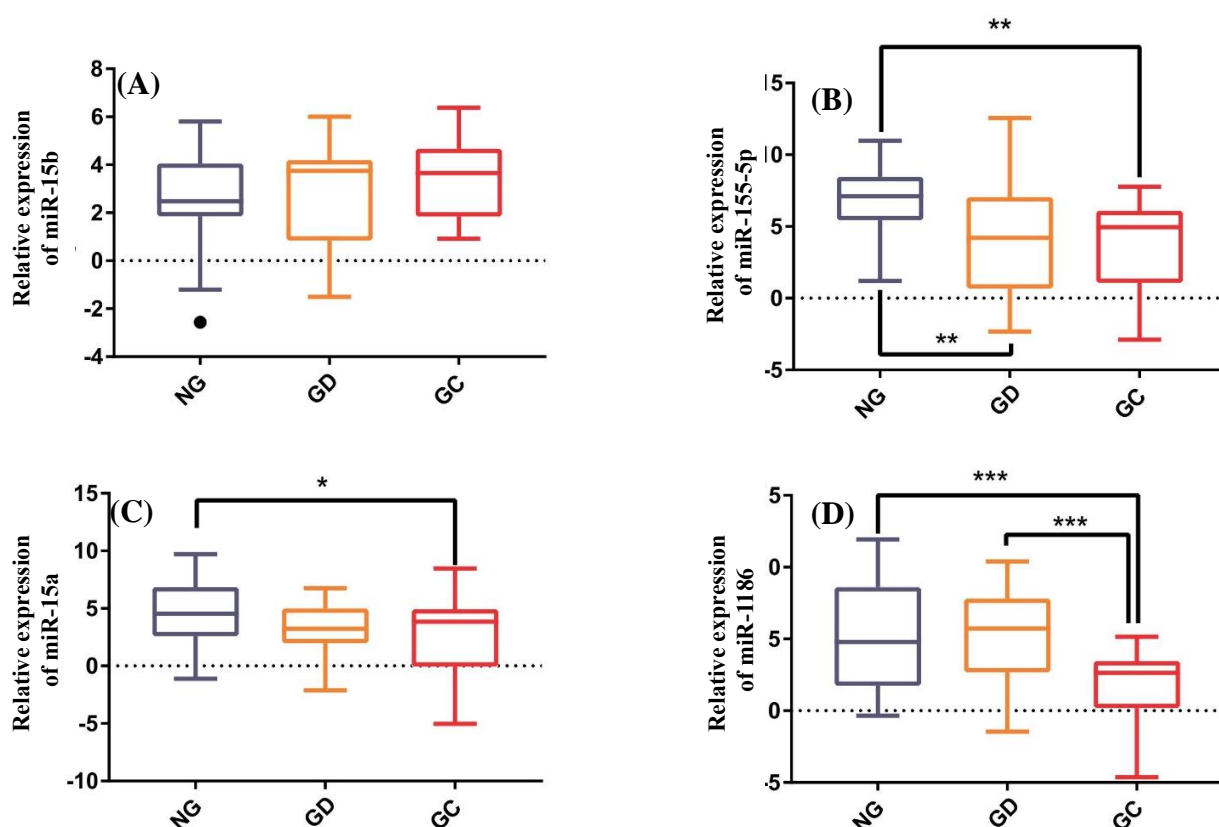 (A)
Relative expression
of miR-15b
8
6
4
2
0
-2
-4
NG
GD
GC
(B)
**
**
Relative expression
of miR-155-5p
15
10
5
0
-5
NG
GD
GC
(C)
*
Relative expression
of miR-15a
15
10
5
0
-5
-10
NG
GD
GC
(D)
***
***
Relative expression
of miR-1186
5
0
5
0
-5
NG
GD
GC